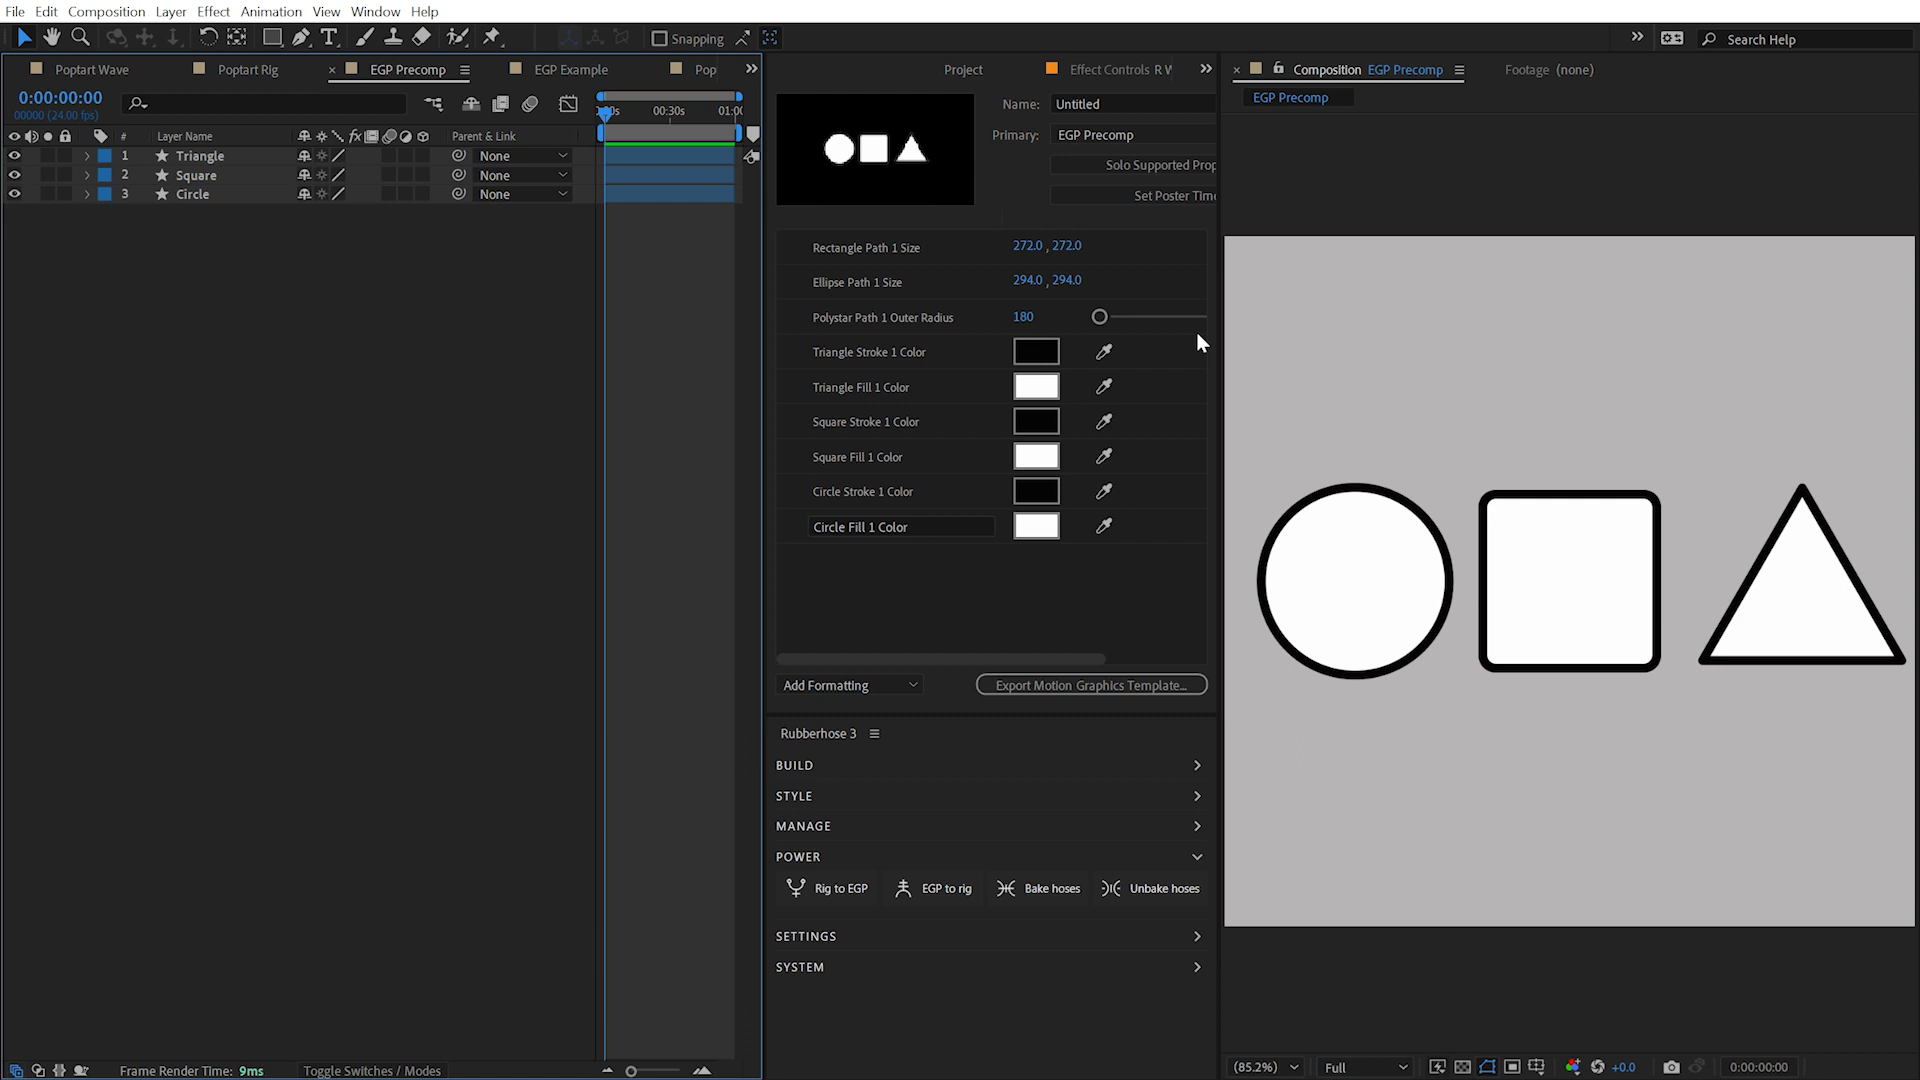 File Edit Composition Layer Effect Animation View Window Help
Snapping
Search Help
Poptart Wave
Poptart Rig
EGP Precomp
EGP Example
Pop
0:00:00:00
00000 (24.00 fps)
00:30s
01:00
# Layer Name
Parent & Link
1 Triangle None
2 Square None
3 Circle None
Frame Render Time: 9ms
Toggle Switches / Modes
Project
Effect Controls R W
Name: Untitled
Primary: EGP Precomp
Solo Supported Prop
Set Poster Time
Rectangle Path 1 Size 272.0 , 272.0
Ellipse Path 1 Size 294.0 , 294.0
Polystar Path 1 Outer Radius 180
Triangle Stroke 1 Color
Triangle Fill 1 Color
Square Stroke 1 Color
Square Fill 1 Color
Circle Stroke 1 Color
Circle Fill 1 Color
Add Formatting
Export Motion Graphics Template...
Rubberhose 3
BUILD
STYLE
MANAGE
POWER
Rig to EGP
EGP to rig
Bake hoses
Unbake hoses
SETTINGS
SYSTEM
Composition EGP Precomp
Footage (none)
EGP Precomp
(85.2%)
Full
+0.0
0:00:00:00